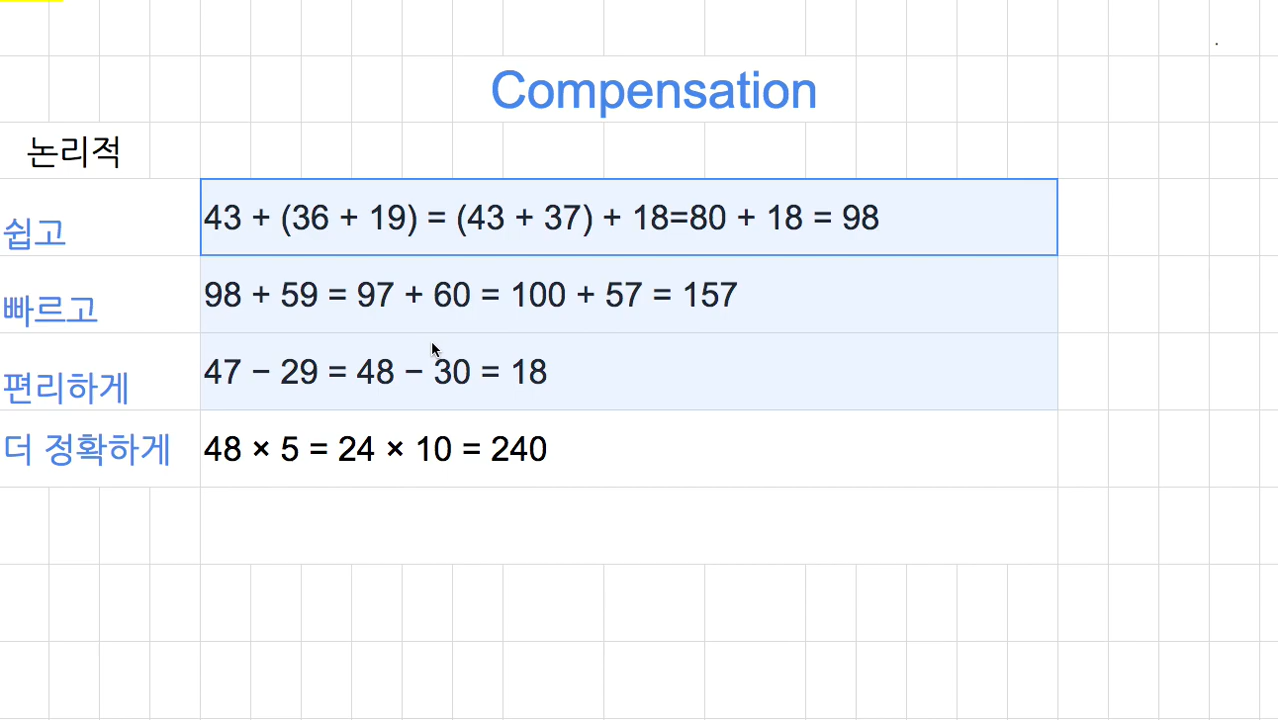 Compensation
논리적
쉽고 43 + (36 + 19) = (43 + 37) + 18=80 + 18 = 98
빠르고 98 + 59 = 97 + 60 = 100 + 57 = 157
편리하게 47 − 29 = 48 − 30 = 18
더 정확하게 48 × 5 = 24 × 10 = 240